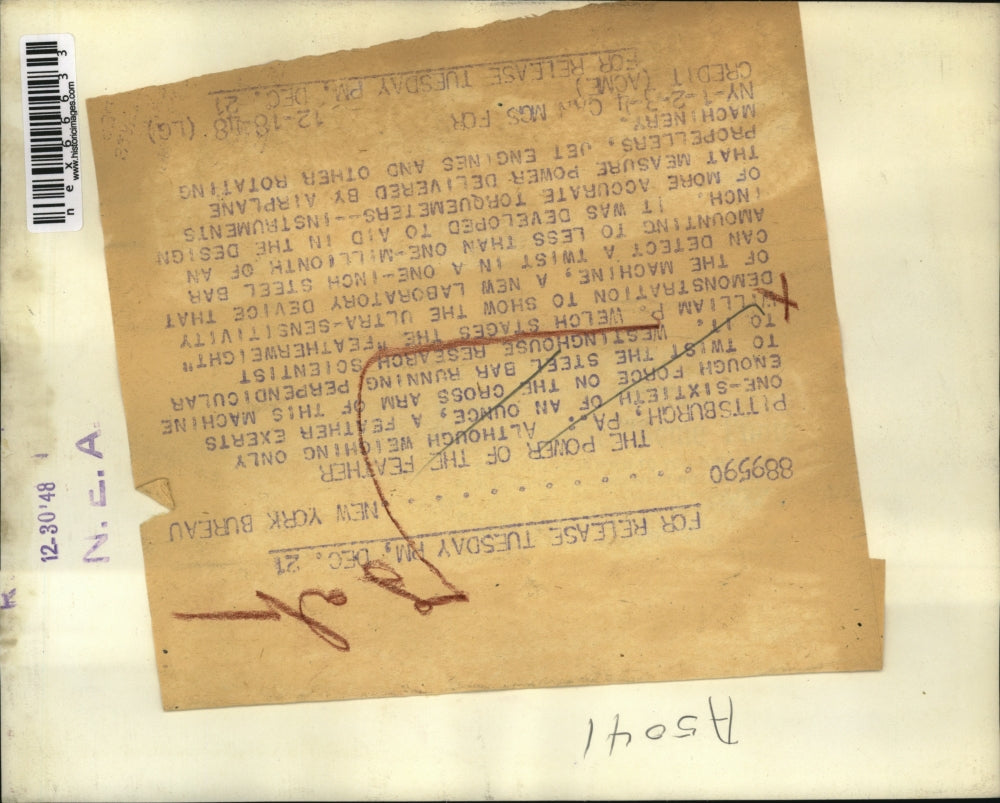 A5041
FOR RELEASE TUESDAY PM, DEC. 21
889590 . . . . . . . . . . . NEW YORK BUREAU
THE POWER OF THE FEATHER
PITTSBURGH, PA.: ALTHOUGH WEIGHING ONLY
ONE-SIXTIETH OF AN OUNCE, A FEATHER EXERTS
ENOUGH FORCE ON THE CROSS ARM OF THIS MACHINE
TO TWIST THE STEEL BAR RUNNING PERPENDICULAR
TO IT. WESTINGHOUSE RESEARCH SCIENTIST
WILLIAM P. WELCH STAGES THE "FEATHERWEIGHT"
DEMONSTRATION TO SHOW THE ULTRA-SENSITIVITY
OF THE MACHINE, A NEW LABORATORY DEVICE THAT
CAN DETECT A TWIST IN A ONE-INCH STEEL BAR
AMOUNTING TO LESS THAN ONE-MILLIONTH OF AN
INCH. IT WAS DEVELOPED TO AID IN THE DESIGN
OF MORE ACCURATE TORQUEMETERS--INSTRUMENTS
THAT MEASURE POWER DELIVERED BY AIRPLANE
PROPELLERS, JET ENGINES AND OTHER ROTATING
MACHINERY.
NY-1-2-3-4 CAN MGS FOR
CREDIT (ACME) 12-18-48 (LG)
FOR RELEASE TUESDAY PM, DEC. 21
12-30'48
N. E. A.
nex66633
www.historicimages.com